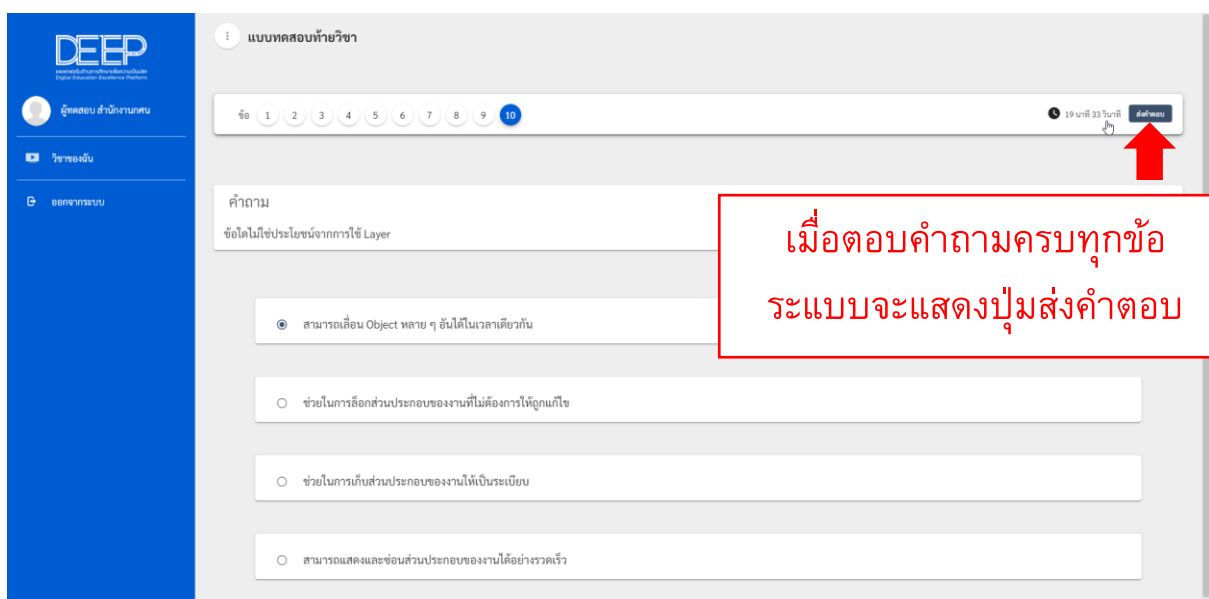 DEEP
Digital Education Excellence Platform
แบบทดสอบท้ายวิชา
ผู้ทดสอบ สำนักงานกศน
ข้อ 1 2 3 4 5 6 7 8 9 10
19 นาที 33 วินาที ส่งคำตอบ
วิชาของฉัน
ออกจากระบบ
คำถาม
ข้อใดไม่ใช่ประโยชน์จากการใช้ Layer
เมื่อตอบคำถามครบทุกข้อ
ระแบบจะแสดงปุ่มส่งคำตอบ
สามารถเลื่อน Object หลาย ๆ อันได้ในเวลาเดียวกัน
ช่วยในการล็อกส่วนประกอบของงานที่ไม่ต้องการให้ถูกแก้ไข
ช่วยในการเก็บส่วนประกอบของงานให้เป็นระเบียบ
สามารถแสดงและซ่อนส่วนประกอบของงานได้อย่างรวดเร็ว